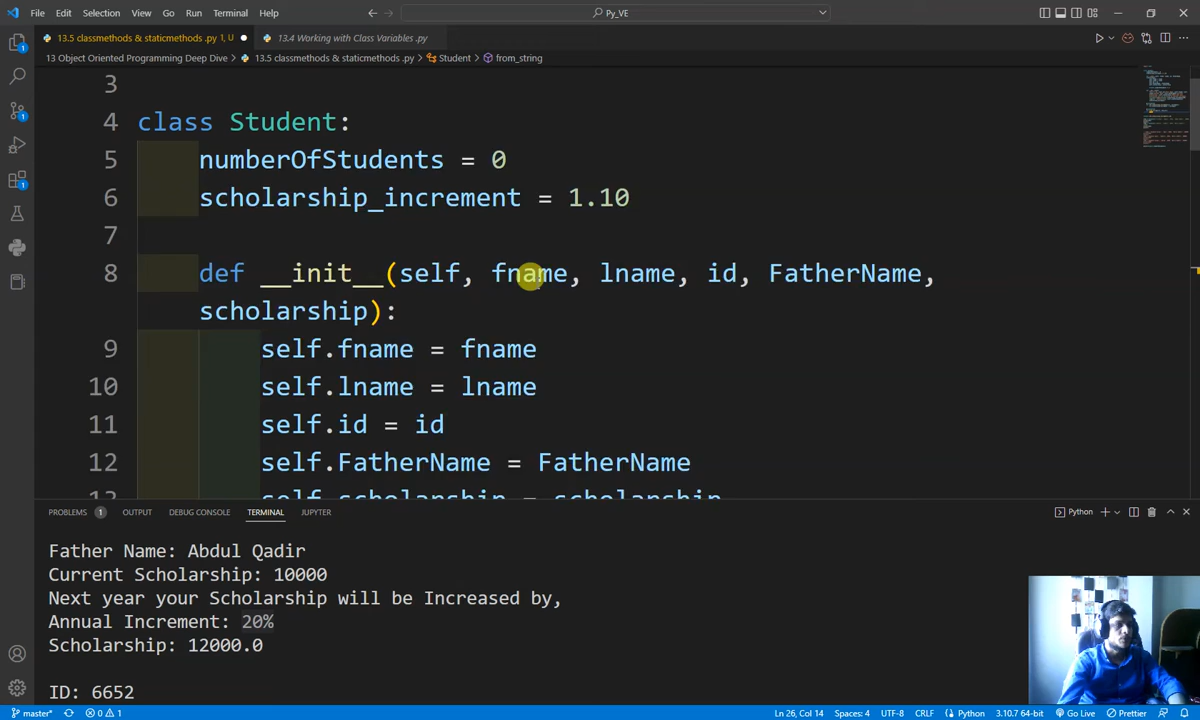 File Edit Selection View Go Run Terminal Help
Py_VE
13.5 classmethods & staticmethods .py 1, U
13.4 Working with Class Variables .py
13 Object Oriented Programming Deep Dive > 13.5 classmethods & staticmethods .py > Student > from_string
3
4 class Student:
5 numberOfStudents = 0
6 scholarship_increment = 1.10
7
8 def __init__(self, fname, lname, id, FatherName,
scholarship):
9 self.fname = fname
10 self.lname = lname
11 self.id = id
12 self.FatherName = FatherName
13 self.scholarship = scholarship
PROBLEMS 1 OUTPUT DEBUG CONSOLE TERMINAL JUPYTER
Python
Father Name: Abdul Qadir
Current Scholarship: 10000
Next year your Scholarship will be Increased by,
Annual Increment: 20%
Scholarship: 12000.0
ID: 6652
master* 0 1 Ln 26, Col 14 Spaces: 4 UTF-8 CRLF Python 3.10.7 64-bit Go Live Prettier